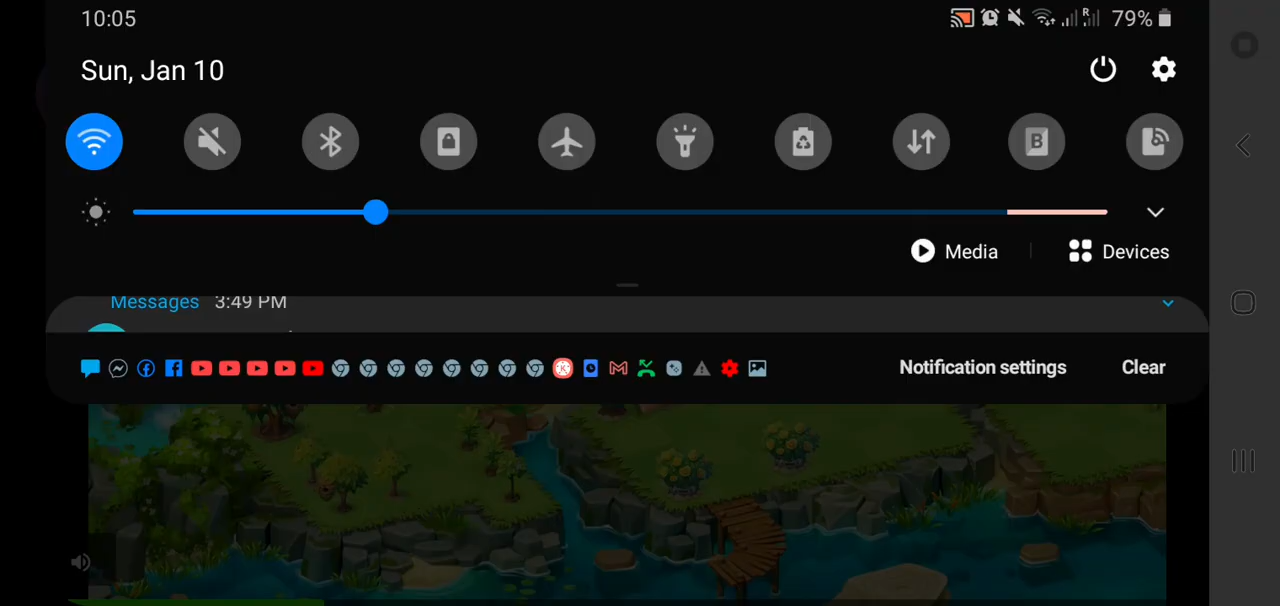 10:05
R
79%
Sun, Jan 10
B
Media
Devices
Messages 3:49 PM
K
Notification settings
Clear